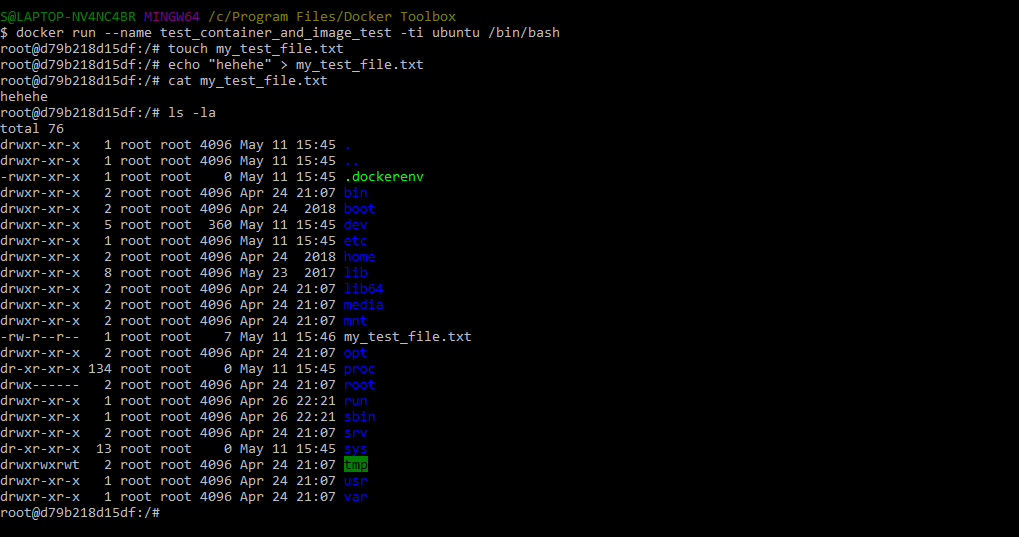 S@LAPTOP-NV4NC4BR MINGW64 /c/Program Files/Docker Toolbox
$ docker run --name test_container_and_image_test -ti ubuntu /bin/bash
root@d79b218d15df:/# touch my_test_file.txt
root@d79b218d15df:/# echo "hehehe" > my_test_file.txt
root@d79b218d15df:/# cat my_test_file.txt
hehehe
root@d79b218d15df:/# ls -la
total 76
drwxr-xr-x   1 root root 4096 May 11 15:45 .
drwxr-xr-x   1 root root 4096 May 11 15:45 ..
-rwxr-xr-x   1 root root    0 May 11 15:45 .dockerenv
drwxr-xr-x   2 root root 4096 Apr 24 21:07 bin
drwxr-xr-x   2 root root 4096 Apr 24  2018 boot
drwxr-xr-x   5 root root  360 May 11 15:45 dev
drwxr-xr-x   1 root root 4096 May 11 15:45 etc
drwxr-xr-x   2 root root 4096 Apr 24  2018 home
drwxr-xr-x   8 root root 4096 May 23  2017 lib
drwxr-xr-x   2 root root 4096 Apr 24 21:07 lib64
drwxr-xr-x   2 root root 4096 Apr 24 21:07 media
drwxr-xr-x   2 root root 4096 Apr 24 21:07 mnt
-rw-r--r--   1 root root    7 May 11 15:46 my_test_file.txt
drwxr-xr-x   2 root root 4096 Apr 24 21:07 opt
dr-xr-xr-x 134 root root    0 May 11 15:45 proc
drwx------   2 root root 4096 Apr 24 21:07 root
drwxr-xr-x   1 root root 4096 Apr 26 22:21 run
drwxr-xr-x   1 root root 4096 Apr 26 22:21 sbin
drwxr-xr-x   2 root root 4096 Apr 24 21:07 srv
dr-xr-xr-x  13 root root    0 May 11 15:45 sys
drwxrwxrwt   2 root root 4096 Apr 24 21:07 tmp
drwxr-xr-x   1 root root 4096 Apr 24 21:07 usr
drwxr-xr-x   1 root root 4096 Apr 24 21:07 var
root@d79b218d15df:/#